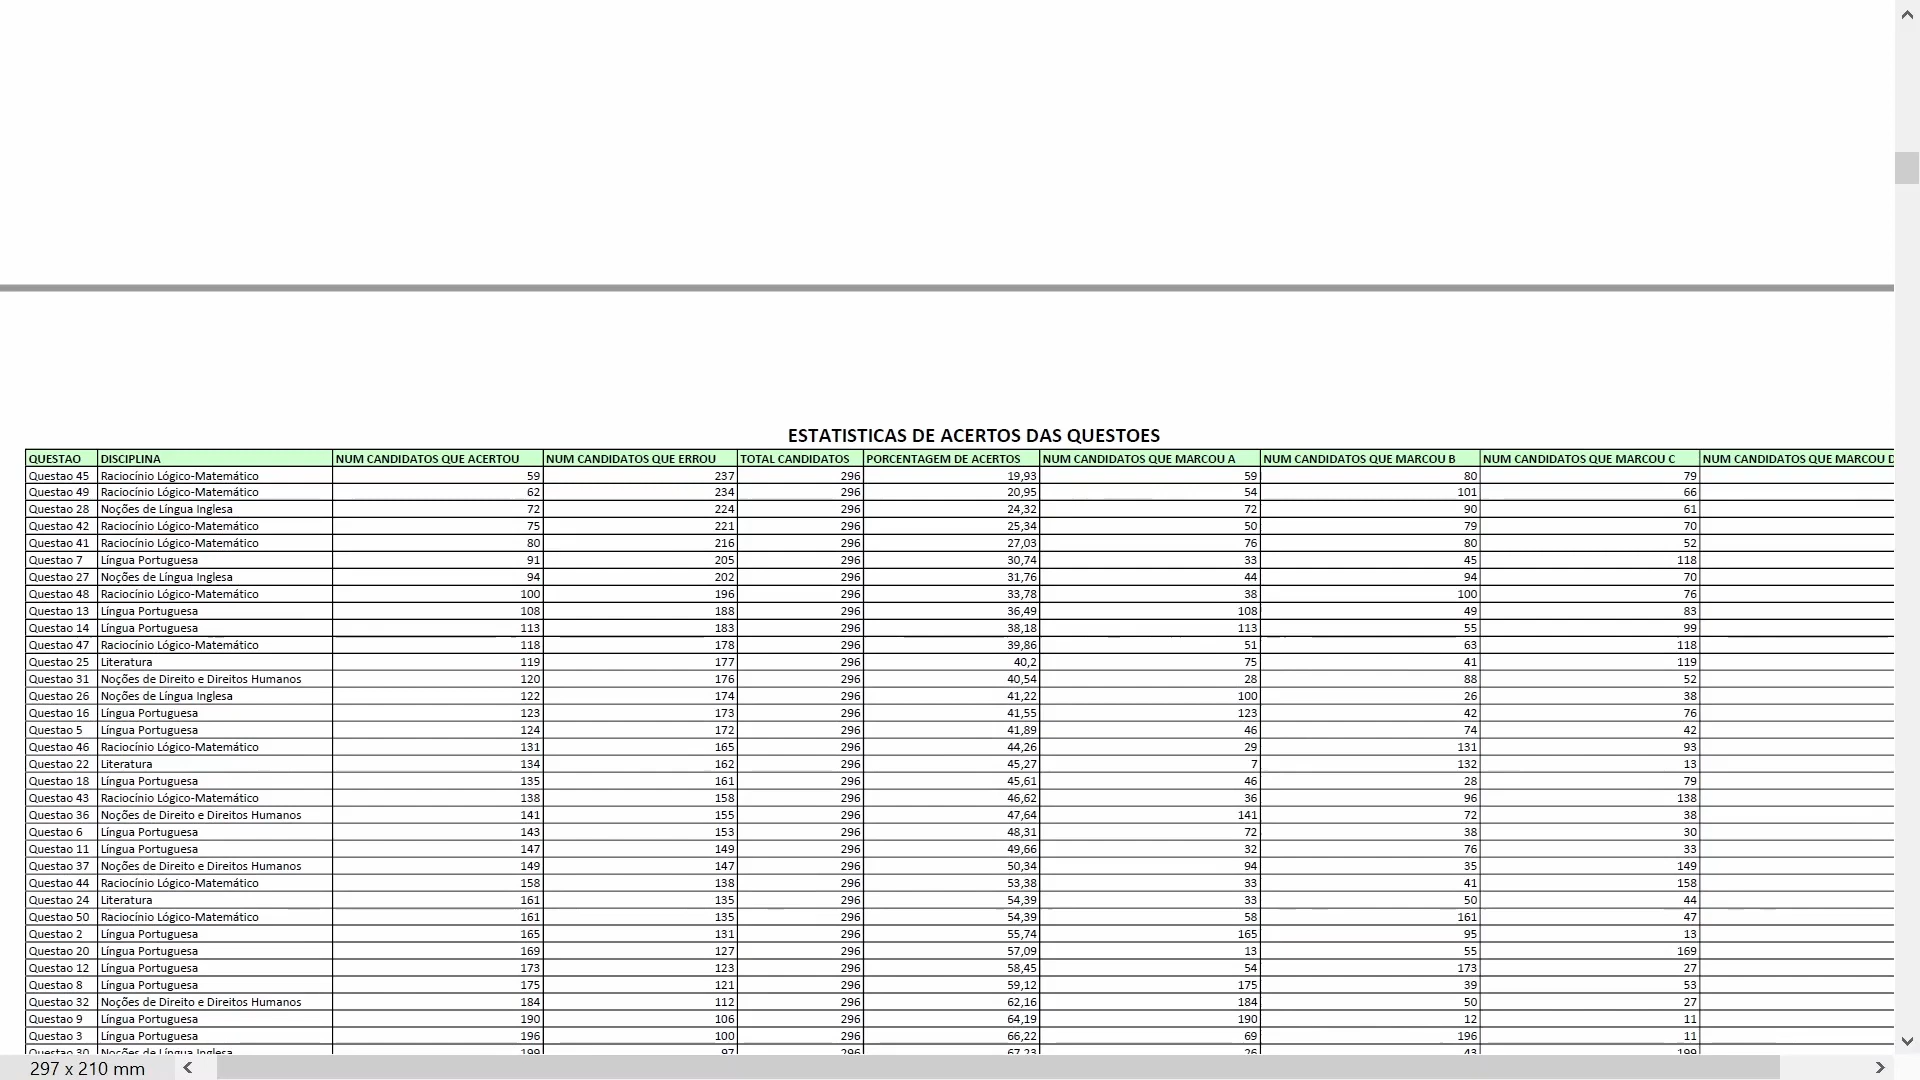 ESTATISTICAS DE ACERTOS DAS QUESTOES
QUESTAO DISCIPLINA NUM CANDIDATOS QUE ACERTOU NUM CANDIDATOS QUE ERROU TOTAL CANDIDATOS PORCENTAGEM DE ACERTOS NUM CANDIDATOS QUE MARCOU A NUM CANDIDATOS QUE MARCOU B NUM CANDIDATOS QUE MARCOU C NUM CANDIDATOS QUE MARCOU D
Questao 45 Raciocínio Lógico-Matemático 59 237 296 19,93 59 80 79
Questao 49 Raciocínio Lógico-Matemático 62 234 296 20,95 54 101 66
Questao 28 Noções de Língua Inglesa 72 224 296 24,32 72 90 61
Questao 42 Raciocínio Lógico-Matemático 75 221 296 25,34 50 79 70
Questao 41 Raciocínio Lógico-Matemático 80 216 296 27,03 76 80 52
Questao 7 Língua Portuguesa 91 205 296 30,74 33 45 118
Questao 27 Noções de Língua Inglesa 94 202 296 31,76 44 94 70
Questao 48 Raciocínio Lógico-Matemático 100 196 296 33,78 38 100 76
Questao 13 Língua Portuguesa 108 188 296 36,49 108 49 83
Questao 14 Língua Portuguesa 113 183 296 38,18 113 55 99
Questao 47 Raciocínio Lógico-Matemático 118 178 296 39,86 51 63 118
Questao 25 Literatura 119 177 296 40,2 75 41 119
Questao 31 Noções de Direito e Direitos Humanos 120 176 296 40,54 28 88 52
Questao 26 Noções de Língua Inglesa 122 174 296 41,22 100 26 38
Questao 16 Língua Portuguesa 123 173 296 41,55 123 42 76
Questao 5 Língua Portuguesa 124 172 296 41,89 46 74 42
Questao 46 Raciocínio Lógico-Matemático 131 165 296 44,26 29 131 93
Questao 22 Literatura 134 162 296 45,27 7 132 13
Questao 18 Língua Portuguesa 135 161 296 45,61 46 28 79
Questao 43 Raciocínio Lógico-Matemático 138 158 296 46,62 36 96 138
Questao 36 Noções de Direito e Direitos Humanos 141 155 296 47,64 141 72 38
Questao 6 Língua Portuguesa 143 153 296 48,31 72 38 30
Questao 11 Língua Portuguesa 147 149 296 49,66 32 76 33
Questao 37 Noções de Direito e Direitos Humanos 149 147 296 50,34 94 35 149
Questao 44 Raciocínio Lógico-Matemático 158 138 296 53,38 33 41 158
Questao 24 Literatura 161 135 296 54,39 33 50 44
Questao 50 Raciocínio Lógico-Matemático 161 135 296 54,39 58 161 47
Questao 2 Língua Portuguesa 165 131 296 55,74 165 95 13
Questao 20 Língua Portuguesa 169 127 296 57,09 13 55 169
Questao 12 Língua Portuguesa 173 123 296 58,45 54 173 27
Questao 8 Língua Portuguesa 175 121 296 59,12 175 39 53
Questao 32 Noções de Direito e Direitos Humanos 184 112 296 62,16 184 50 27
Questao 9 Língua Portuguesa 190 106 296 64,19 190 12 11
Questao 3 Língua Portuguesa 196 100 296 66,22 69 196 11
Questao 30 Noções de Língua Inglesa 199 97 296 67,23 26 43 199
297 x 210 mm